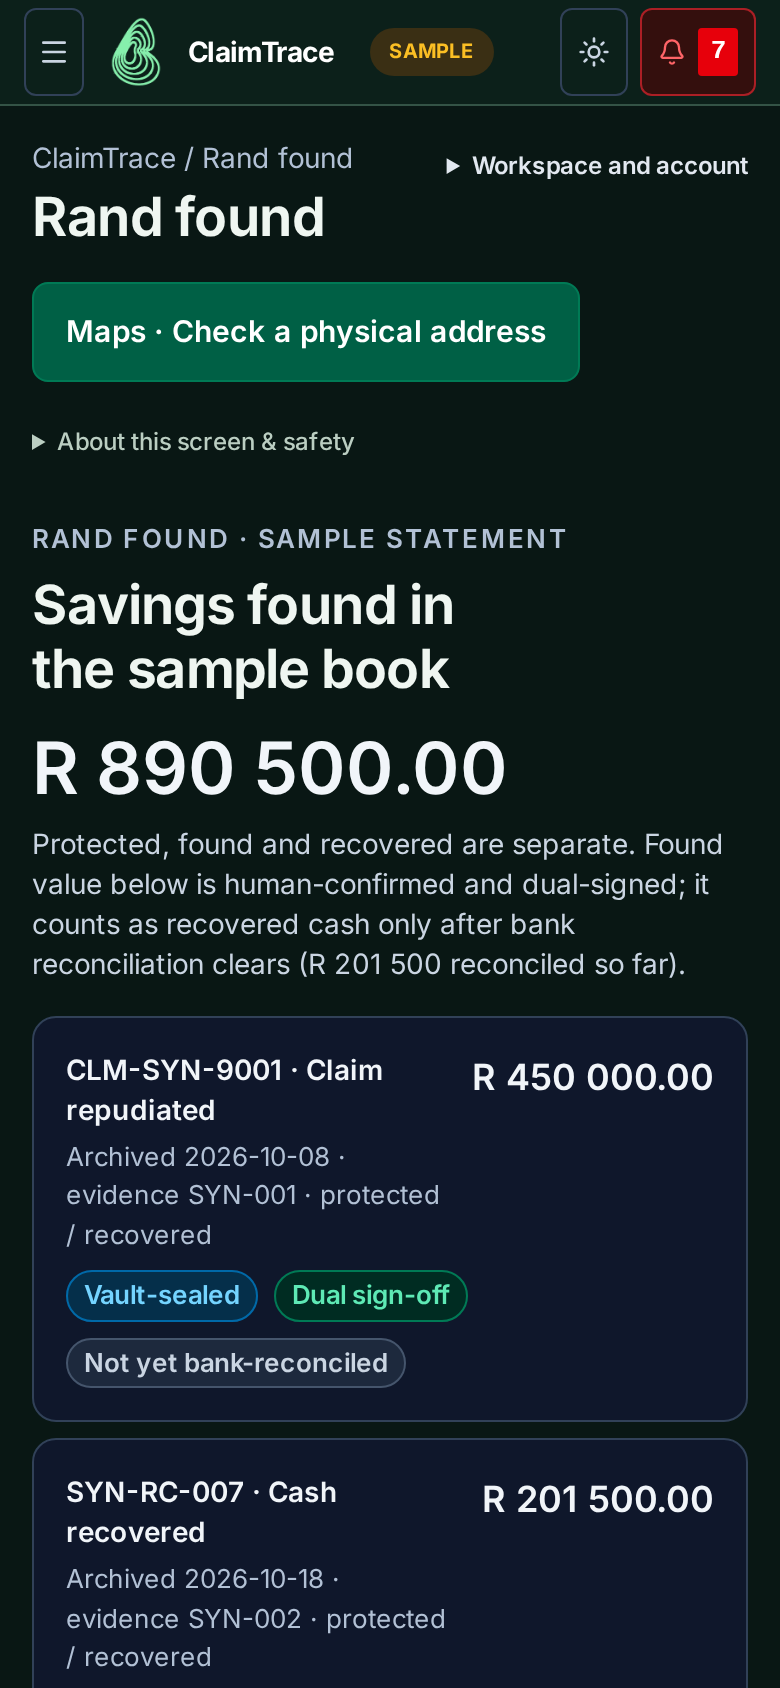 ClaimTrace
SAMPLE
7
ClaimTrace / Rand found
Workspace and account
Rand found
Maps · Check a physical address
About this screen & safety
RAND FOUND · SAMPLE STATEMENT
Savings found in
the sample book
R 890 500.00
Protected, found and recovered are separate. Found
value below is human-confirmed and dual-signed; it
counts as recovered cash only after bank
reconciliation clears (R 201 500 reconciled so far).
CLM-SYN-9001 · Claim
repudiated
R 450 000.00
Archived 2026-10-08 ·
evidence SYN-001 · protected
/ recovered
Vault-sealed
Dual sign-off
Not yet bank-reconciled
SYN-RC-007 · Cash
recovered
R 201 500.00
Archived 2026-10-18 ·
evidence SYN-002 · protected
/ recovered